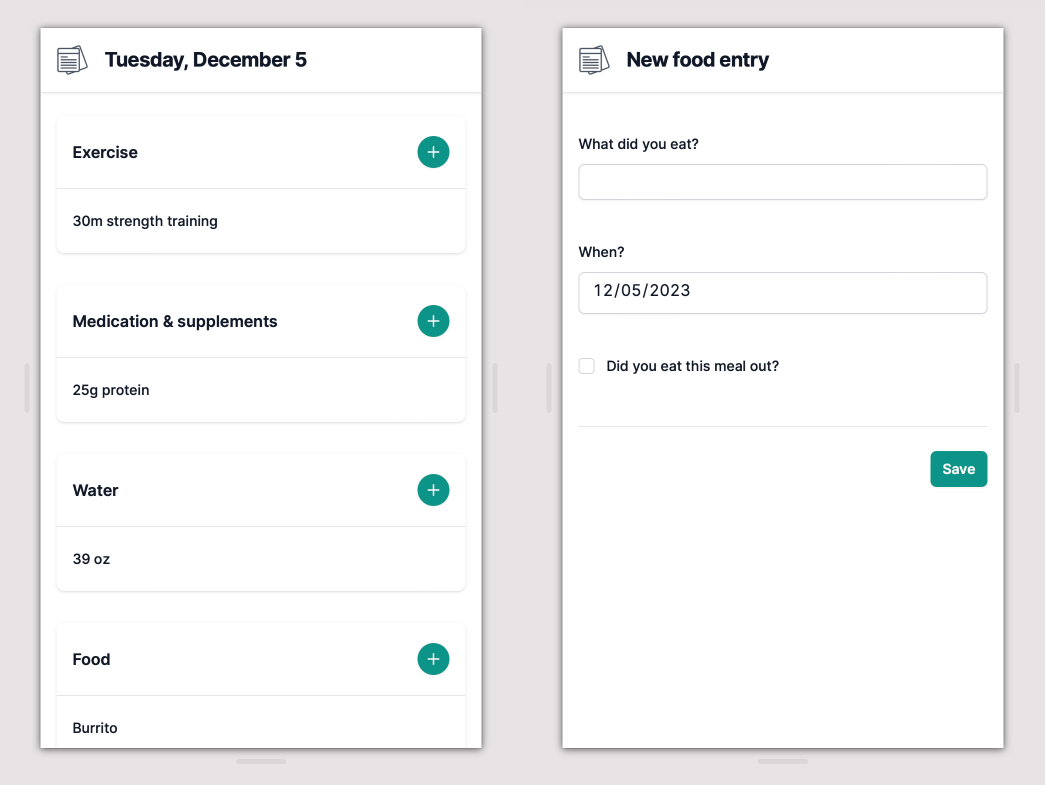 Tuesday, December 5
Exercise
30m strength training
Medication & supplements
25g protein
Water
39 oz
Food
Burrito
New food entry
What did you eat?
When?
12/05/2023
Did you eat this meal out?
Save